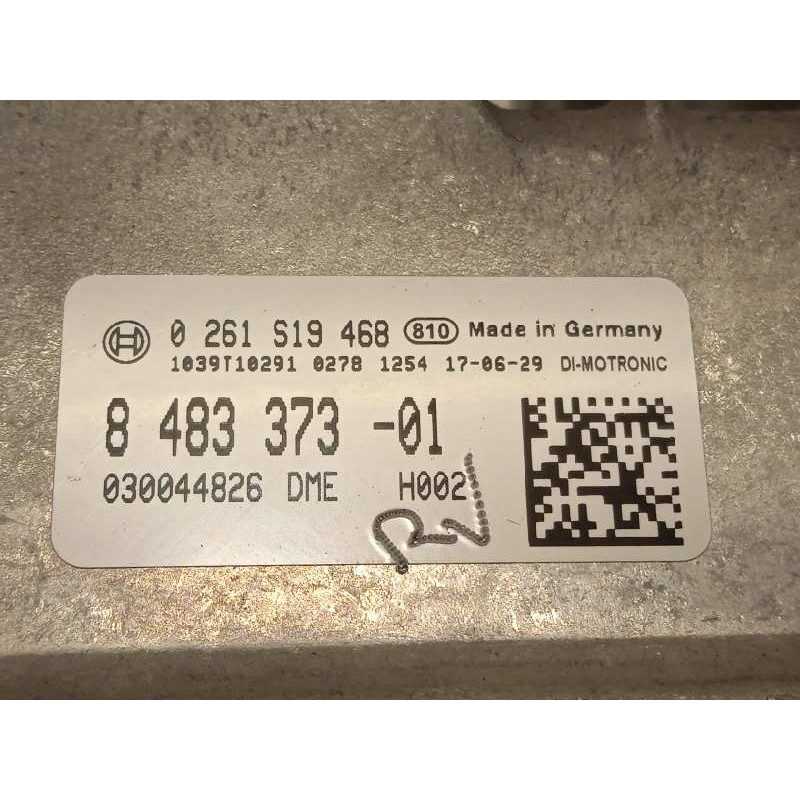 0 261 S19 468 810 Made in Germany
1039T10291 0278 1254 17-06-29 DI-MOTRONIC
8 483 373 -01
030044826 DME H002